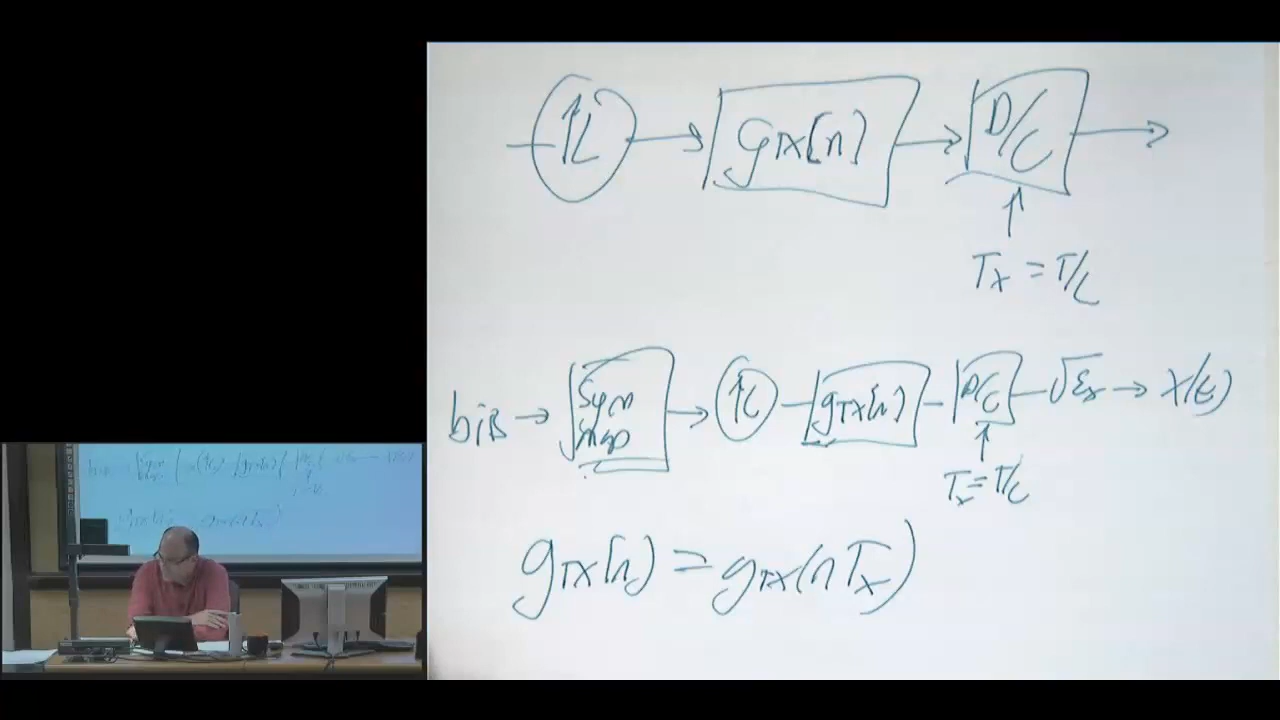 ↑L → gTX[n] → D/C →
↑
Tx = T/L
bits → Sym map → ↑L gTX[n] D/C √Ex → x(t)
↑
Tx = T/L
gTX[n] = gTX(nTx)